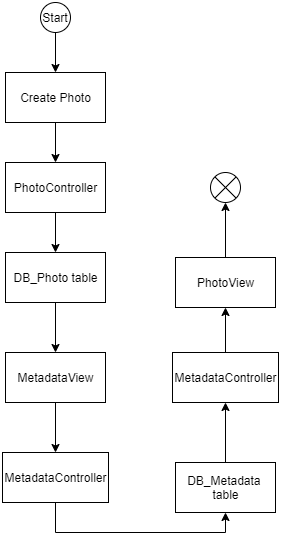 Start
Create Photo
PhotoController
DB_Photo table
MetadataView
MetadataController
DB_Metadata
table
MetadataController
PhotoView